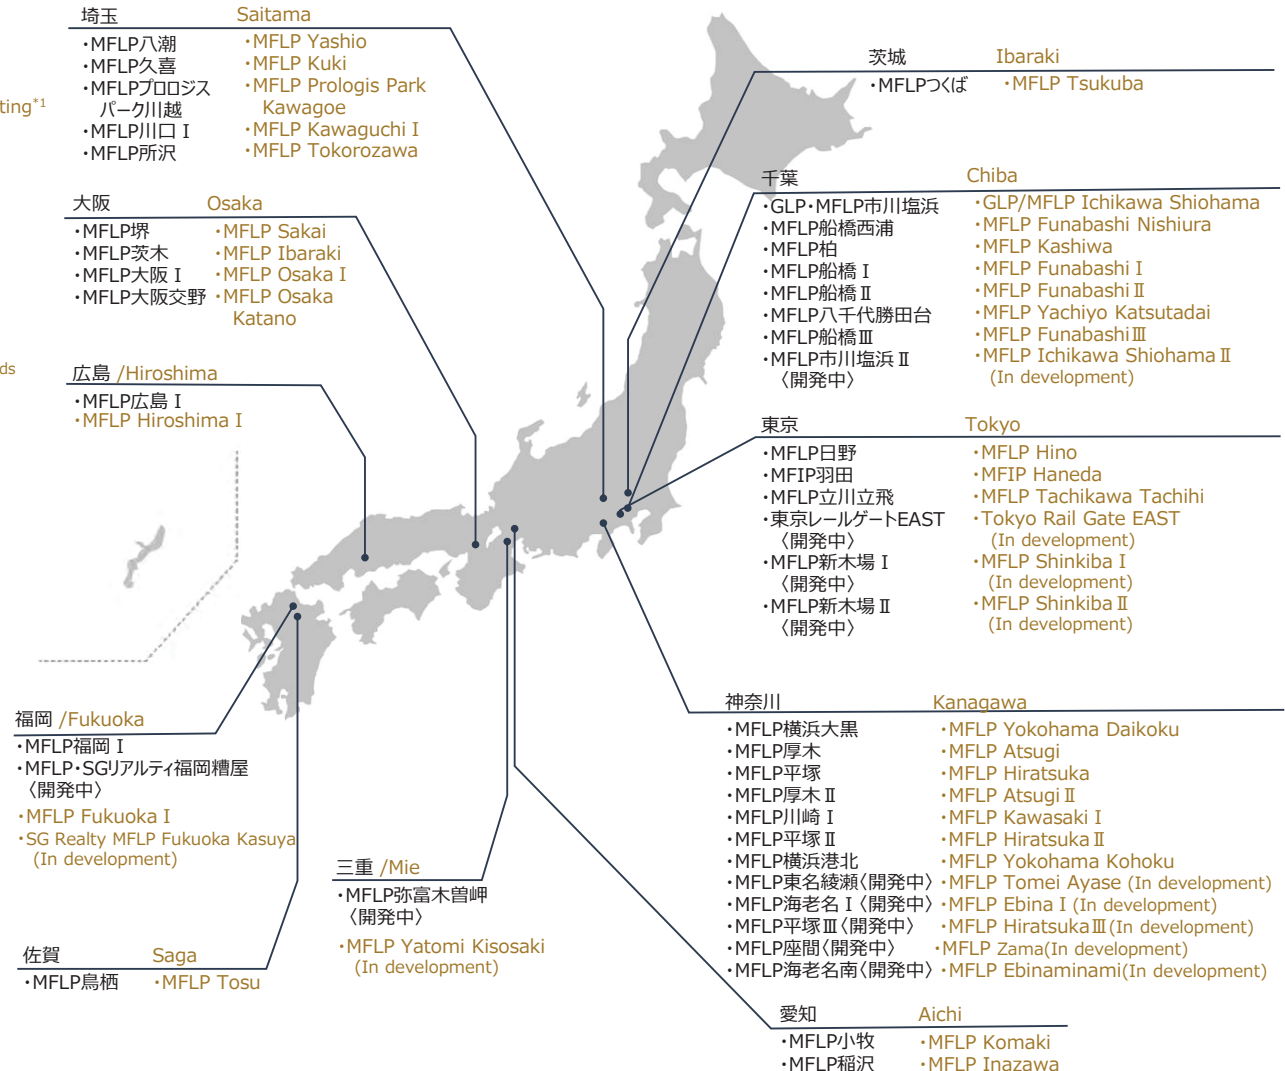 埼玉 Saitama
・MFLP八潮 ・MFLP Yashio
・MFLP久喜 ・MFLP Kuki
・MFLPプロロジス ・MFLP Prologis Park
パーク川越 Kawagoe
・MFLP川口 I ・MFLP Kawaguchi I
・MFLP所沢 ・MFLP Tokorozawa
ting*1
大阪 Osaka
・MFLP堺 ・MFLP Sakai
・MFLP茨木 ・MFLP Ibaraki
・MFLP大阪 I ・MFLP Osaka I
・MFLP大阪交野 ・MFLP Osaka
Katano
ds
広島 /Hiroshima
・MFLP広島 I
・MFLP Hiroshima I
茨城 Ibaraki
・MFLPつくば ・MFLP Tsukuba
千葉 Chiba
・GLP・MFLP市川塩浜 ・GLP/MFLP Ichikawa Shiohama
・MFLP船橋西浦 ・MFLP Funabashi Nishiura
・MFLP柏 ・MFLP Kashiwa
・MFLP船橋 I ・MFLP Funabashi I
・MFLP船橋Ⅱ ・MFLP FunabashiⅡ
・MFLP八千代勝田台 ・MFLP Yachiyo Katsutadai
・MFLP船橋Ⅲ ・MFLP FunabashiⅢ
・MFLP市川塩浜Ⅱ ・MFLP Ichikawa ShiohamaⅡ
〈開発中〉 (In development)
東京 Tokyo
・MFLP日野 ・MFLP Hino
・MFIP羽田 ・MFIP Haneda
・MFLP立川立飛 ・MFLP Tachikawa Tachihi
・東京レールゲートEAST ・Tokyo Rail Gate EAST
〈開発中〉 (In development)
・MFLP新木場 I ・MFLP Shinkiba I
〈開発中〉 (In development)
・MFLP新木場Ⅱ ・MFLP ShinkibaⅡ
〈開発中〉 (In development)
福岡 /Fukuoka
・MFLP福岡 I
・MFLP・SGリアルティ福岡糟屋
〈開発中〉
・MFLP Fukuoka I
・SG Realty MFLP Fukuoka Kasuya
(In development)
佐賀 Saga
・MFLP鳥栖 ・MFLP Tosu
三重 /Mie
・MFLP弥富木曽岬
〈開発中〉
・MFLP Yatomi Kisosaki
(In development)
神奈川 Kanagawa
・MFLP横浜大黒 ・MFLP Yokohama Daikoku
・MFLP厚木 ・MFLP Atsugi
・MFLP平塚 ・MFLP Hiratsuka
・MFLP厚木Ⅱ ・MFLP AtsugiⅡ
・MFLP川崎 I ・MFLP Kawasaki I
・MFLP平塚Ⅱ ・MFLP HiratsukaⅡ
・MFLP横浜港北 ・MFLP Yokohama Kohoku
・MFLP東名綾瀬〈開発中〉 ・MFLP Tomei Ayase (In development)
・MFLP海老名 I 〈開発中〉 ・MFLP Ebina I (In development)
・MFLP平塚Ⅲ〈開発中〉 ・MFLP HiratsukaⅢ(In development)
・MFLP座間〈開発中〉 ・MFLP Zama(In development)
・MFLP海老名南〈開発中〉 ・MFLP Ebinaminami(In development)
愛知 Aichi
・MFLP小牧 ・MFLP Komaki
・MFLP稲沢 ・MFLP Inazawa